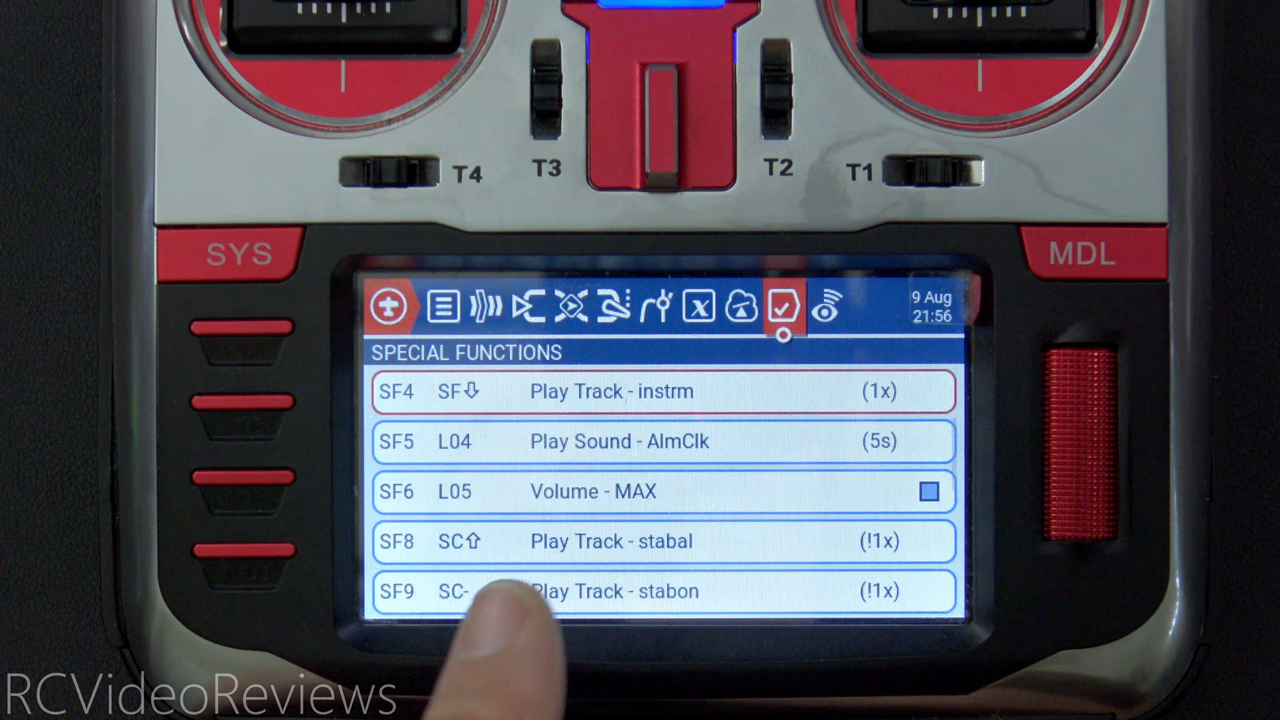 T4 T3 T2 T1
SYS MDL
9 Aug
21:56
SPECIAL FUNCTIONS
SF4 SF⇩ Play Track - instrm (1x)
SF5 L04 Play Sound - AlmClk (5s)
SF6 L05 Volume - MAX
SF8 SC⇧ Play Track - stabal (!1x)
SF9 SC- Play Track - stabon (!1x)
RCVideoReviews